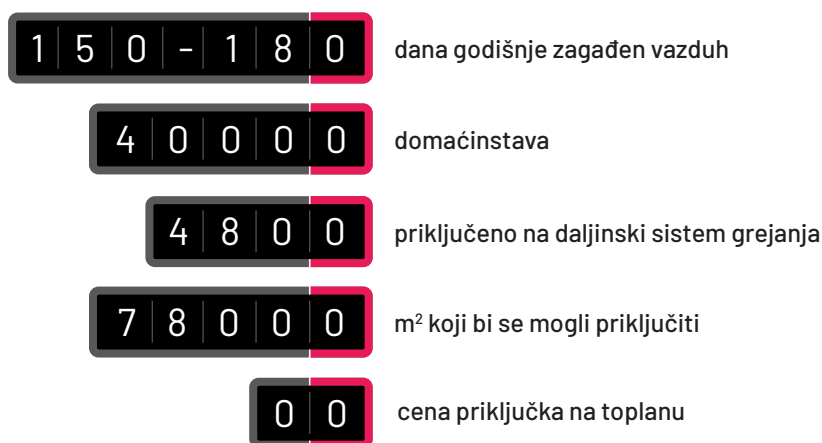 150-180 dana godišnje zagađen vazduh
40000 domaćinstava
4800 priključeno na daljinski sistem grejanja
78000 m² koji bi se mogli priključiti
00 cena priključka na toplanu